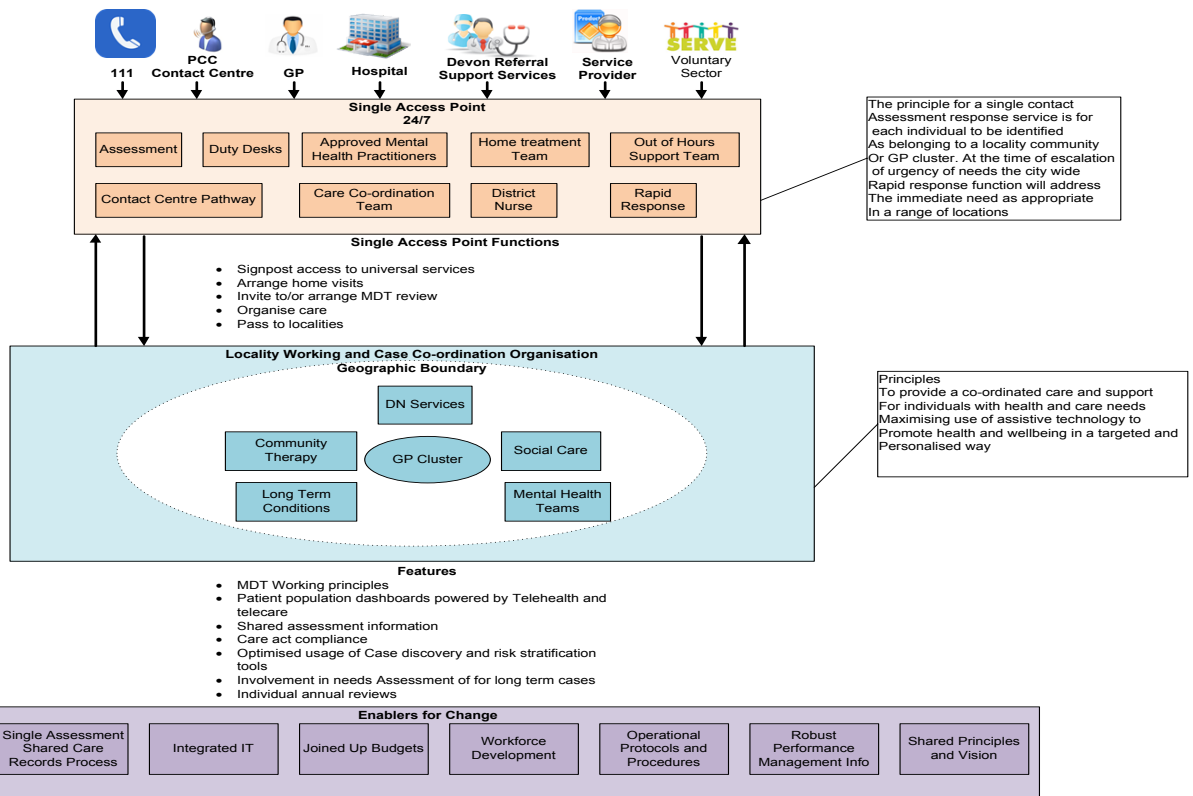 Product
SERVE
111
PCC
Contact Centre
GP
Hospital
Devon Referral
Support Services
Service
Provider
Voluntary
Sector
Single Access Point
24/7
Assessment
Duty Desks
Approved Mental
Health Practitioners
Home treatment
Team
Out of Hours
Support Team
Contact Centre Pathway
Care Co-ordination
Team
District
Nurse
Rapid
Response
The principle for a single contact
Assessment response service is for
each individual to be identified
As belonging to a locality community
Or GP cluster. At the time of escalation
of urgency of needs the city wide
Rapid response function will address
The immediate need as appropriate
In a range of locations
Single Access Point Functions
• Signpost access to universal services
• Arrange home visits
• Invite to/or arrange MDT review
• Organise care
• Pass to localities
Locality Working and Case Co-ordination Organisation
Geographic Boundary
DN Services
Community
Therapy
GP Cluster
Social Care
Long Term
Conditions
Mental Health
Teams
Principles
To provide a co-ordinated care and support
For individuals with health and care needs
Maximising use of assistive technology to
Promote health and wellbeing in a targeted and
Personalised way
Features
• MDT Working principles
• Patient population dashboards powered by Telehealth and
telecare
• Shared assessment information
• Care act compliance
• Optimised usage of Case discovery and risk stratification
tools
• Involvement in needs Assessment of for long term cases
• Individual annual reviews
Enablers for Change
Single Assessment
Shared Care
Records Process
Integrated IT
Joined Up Budgets
Workforce
Development
Operational
Protocols and
Procedures
Robust
Performance
Management Info
Shared Principles
and Vision